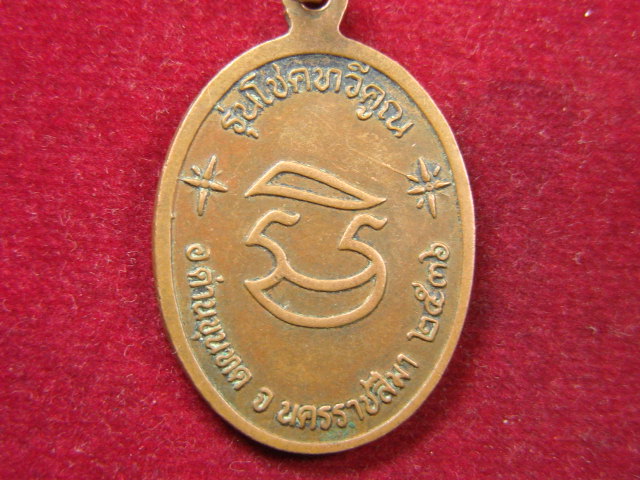 รุ่นโชคทวีคูณ
อ ด่านขุนทด จ นครราชสีมา ๒๕๓๖